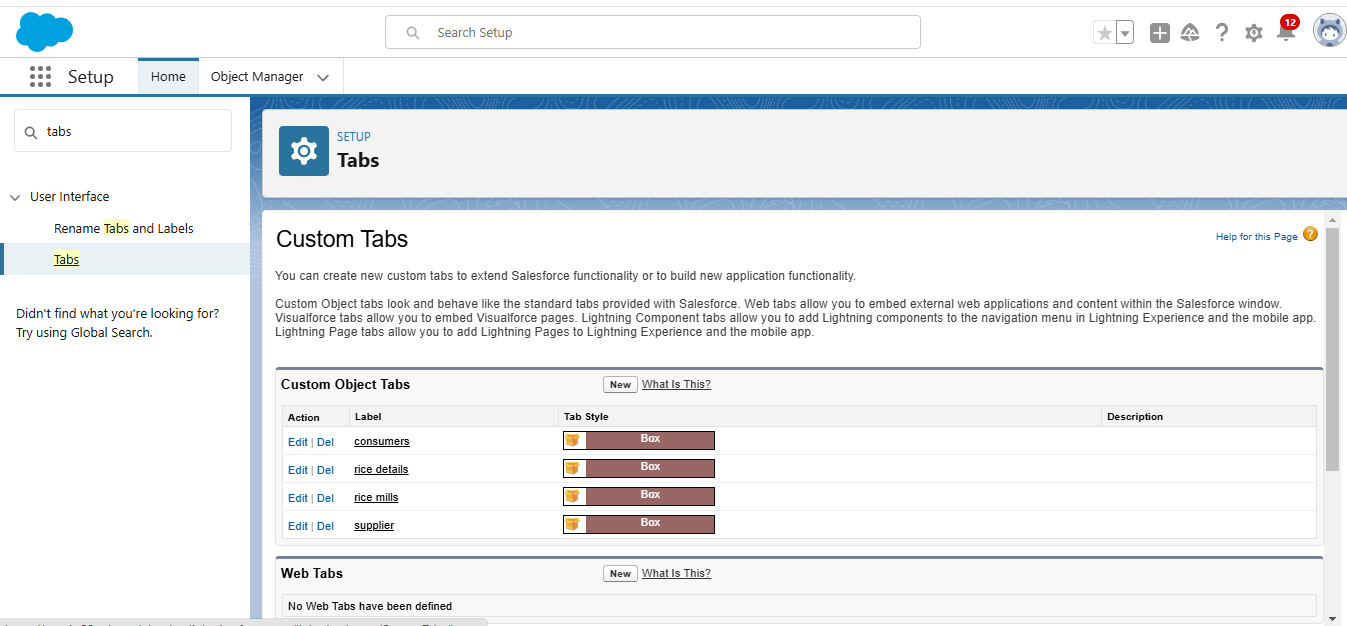 Search Setup
12
Setup
Home
Object Manager
tabs
User Interface
Rename Tabs and Labels
Tabs
Didn't find what you're looking for?
Try using Global Search.
SETUP
Tabs
Custom Tabs
Help for this Page ?
You can create new custom tabs to extend Salesforce functionality or to build new application functionality.
Custom Object tabs look and behave like the standard tabs provided with Salesforce. Web tabs allow you to embed external web applications and content within the Salesforce window.
Visualforce tabs allow you to embed Visualforce pages. Lightning Component tabs allow you to add Lightning components to the navigation menu in Lightning Experience and the mobile app.
Lightning Page tabs allow you to add Lightning Pages to Lightning Experience and the mobile app.
Custom Object Tabs New What Is This?
Action Label Tab Style Description
Edit | Del consumers Box
Edit | Del rice details Box
Edit | Del rice mills Box
Edit | Del supplier Box
Web Tabs New What Is This?
No Web Tabs have been defined